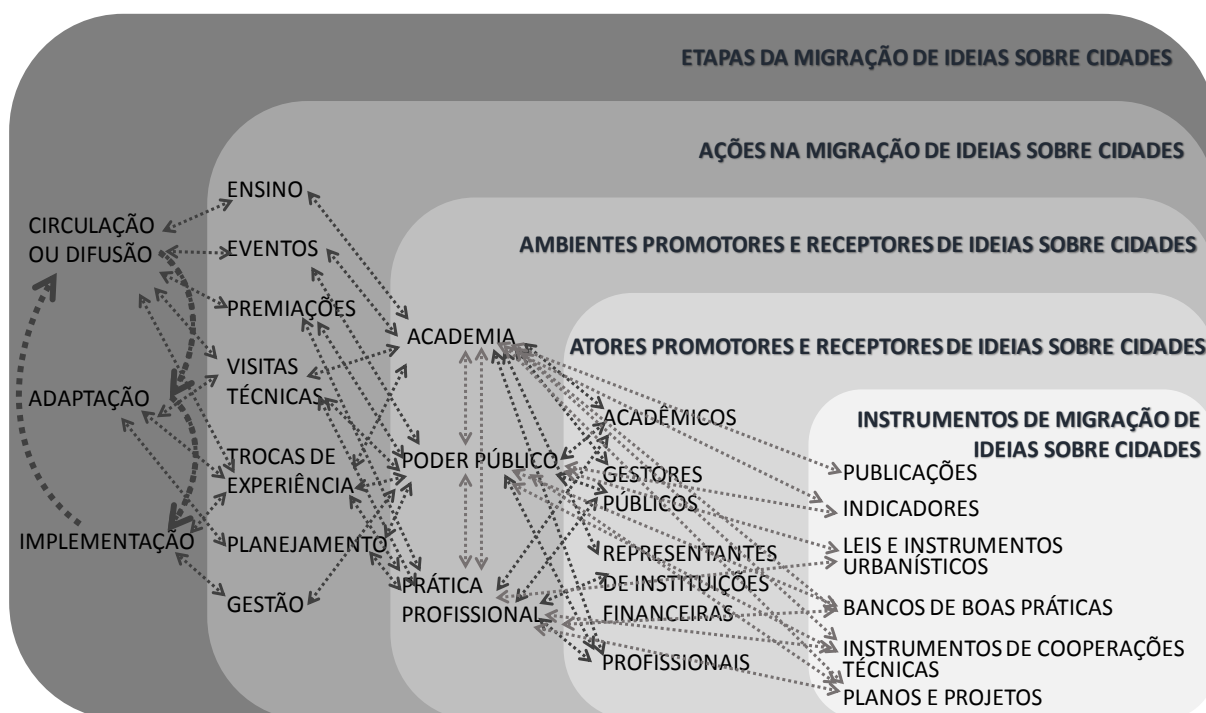 ETAPAS DA MIGRAÇÃO DE IDEIAS SOBRE CIDADES
AÇÕES NA MIGRAÇÃO DE IDEIAS SOBRE CIDADES
AMBIENTES PROMOTORES E RECEPTORES DE IDEIAS SOBRE CIDADES
ATORES PROMOTORES E RECEPTORES DE IDEIAS SOBRE CIDADES
INSTRUMENTOS DE MIGRAÇÃO DE
IDEIAS SOBRE CIDADES
CIRCULAÇÃO
OU DIFUSÃO
ADAPTAÇÃO
IMPLEMENTAÇÃO
ENSINO
EVENTOS
PREMIAÇÕES
VISITAS
TÉCNICAS
TROCAS DE
EXPERIÊNCIA
PLANEJAMENTO
GESTÃO
ACADEMIA
PODER PÚBLICO
PRÁTICA
PROFISSIONAL
ACADÊMICOS
GESTORES
PÚBLICOS
REPRESENTANTES
DE INSTITUIÇÕES
FINANCEIRAS
PROFISSIONAIS
PUBLICAÇÕES
INDICADORES
LEIS E INSTRUMENTOS
URBANÍSTICOS
BANCOS DE BOAS PRÁTICAS
INSTRUMENTOS DE COOPERAÇÕES
TÉCNICAS
PLANOS E PROJETOS